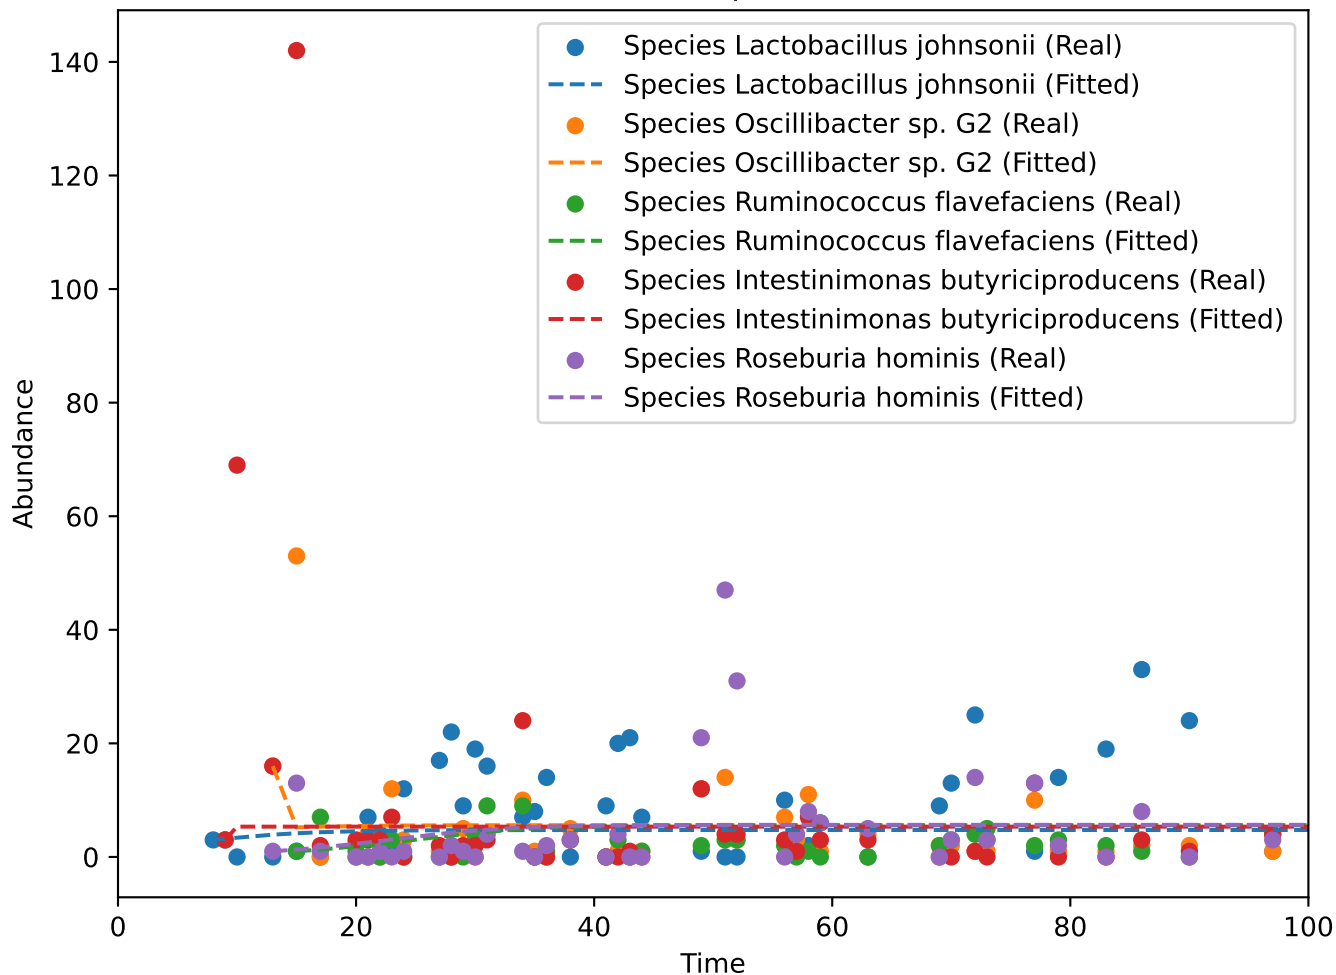 Species Lactobacillus johnsonii (Real)
Species Lactobacillus johnsonii (Fitted)
Species Oscillibacter sp. G2 (Real)
Species Oscillibacter sp. G2 (Fitted)
Species Ruminococcus flavefaciens (Real)
Species Ruminococcus flavefaciens (Fitted)
Species Intestinimonas butyriciproducens (Real)
Species Intestinimonas butyriciproducens (Fitted)
Species Roseburia hominis (Real)
Species Roseburia hominis (Fitted)
140
120
100
80
60
40
20
0
Abundance
0 20 40 60 80 100
Time